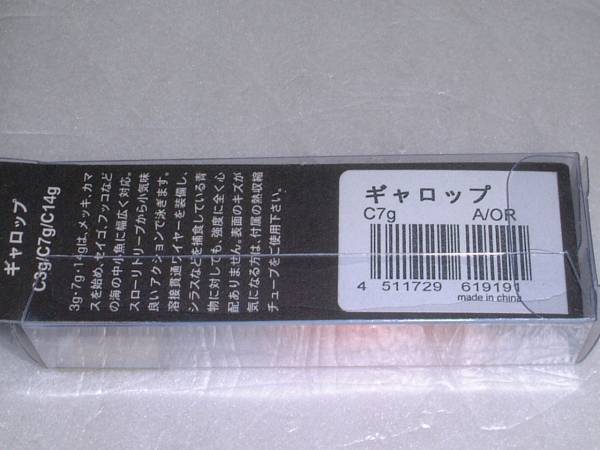 ギャロップ
C3g/C7g/C14g
3g・7g・14gは、メッキ、カマ
スを始め、セイゴ、フッコなど
の海の中小魚に幅広く対応。
スローリトリーブから小気味
良いアクションで泳ぎます。
溶接貫通ワイヤーを装備し、
シラスなどを捕食している青
物に対しても、強度に全く心
配ありません。表面のキズが
気になる方は、付属の熱収縮
チューブをご使用下さい。
ギャロップ
C7g A/OR
4 511729 619191
made in china